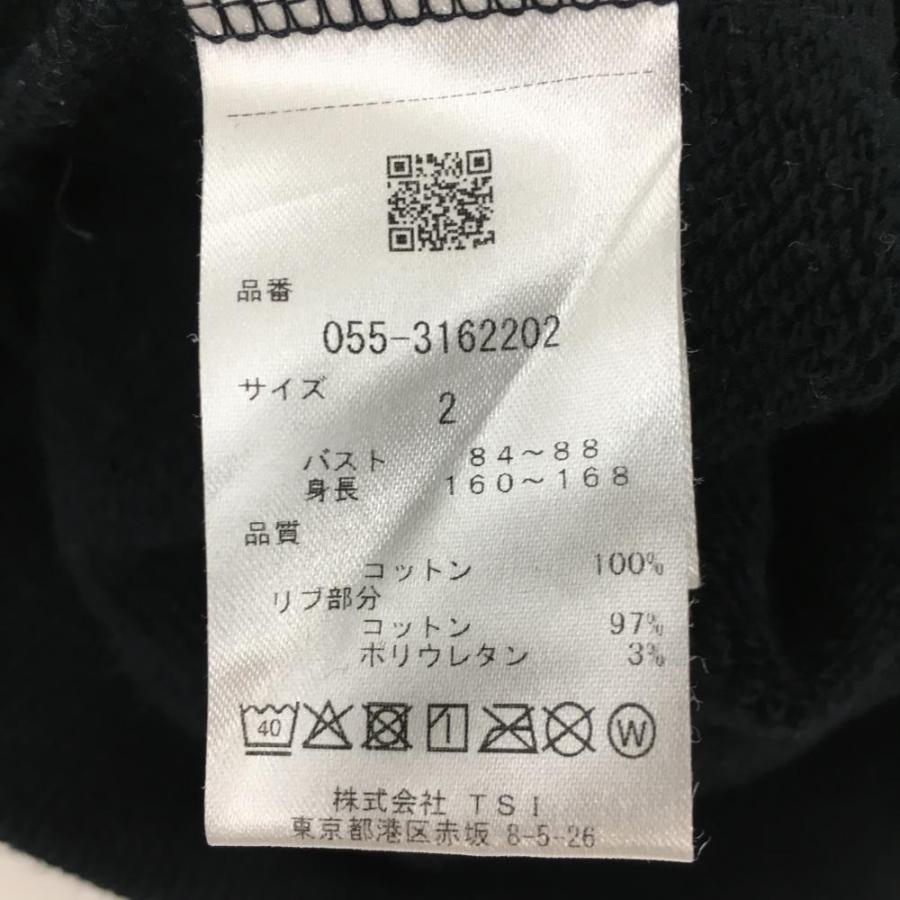 品番
055-3162202
サイズ
2
バスト 84~88
身長 160~168
品質
コットン 100%
リブ部分
コットン 97%
ポリウレタン 3%
40 W
株式会社 TSI
東京都港区赤坂 8-5-26